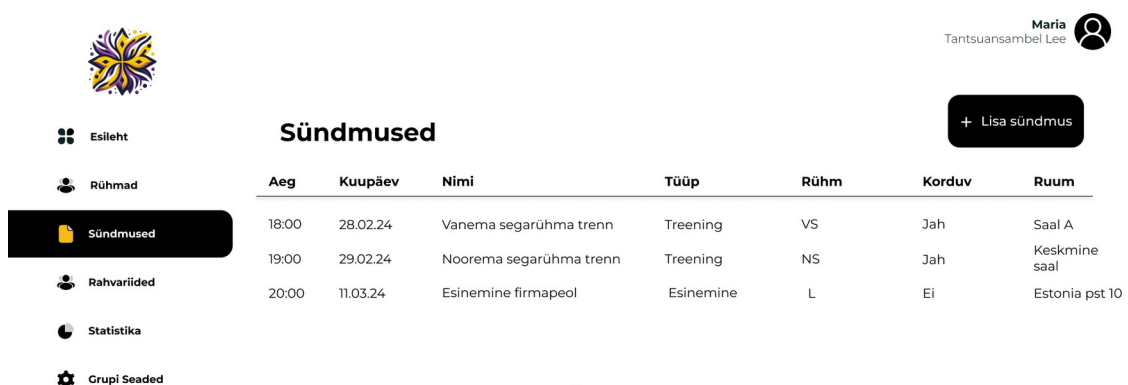 Maria
Tantsuansambel Lee
Esileht
Rühmad
Sündmused
Rahvariided
Statistika
Grupi Seaded
Sündmused
+ Lisa sündmus
Aeg Kuupäev Nimi Tüüp Rühm Korduv Ruum
18:00 28.02.24 Vanema segarühma trenn Treening VS Jah Saal A
19:00 29.02.24 Noorema segarühma trenn Treening NS Jah Keskmine
saal
20:00 11.03.24 Esinemine firmapeol Esinemine L Ei Estonia pst 10